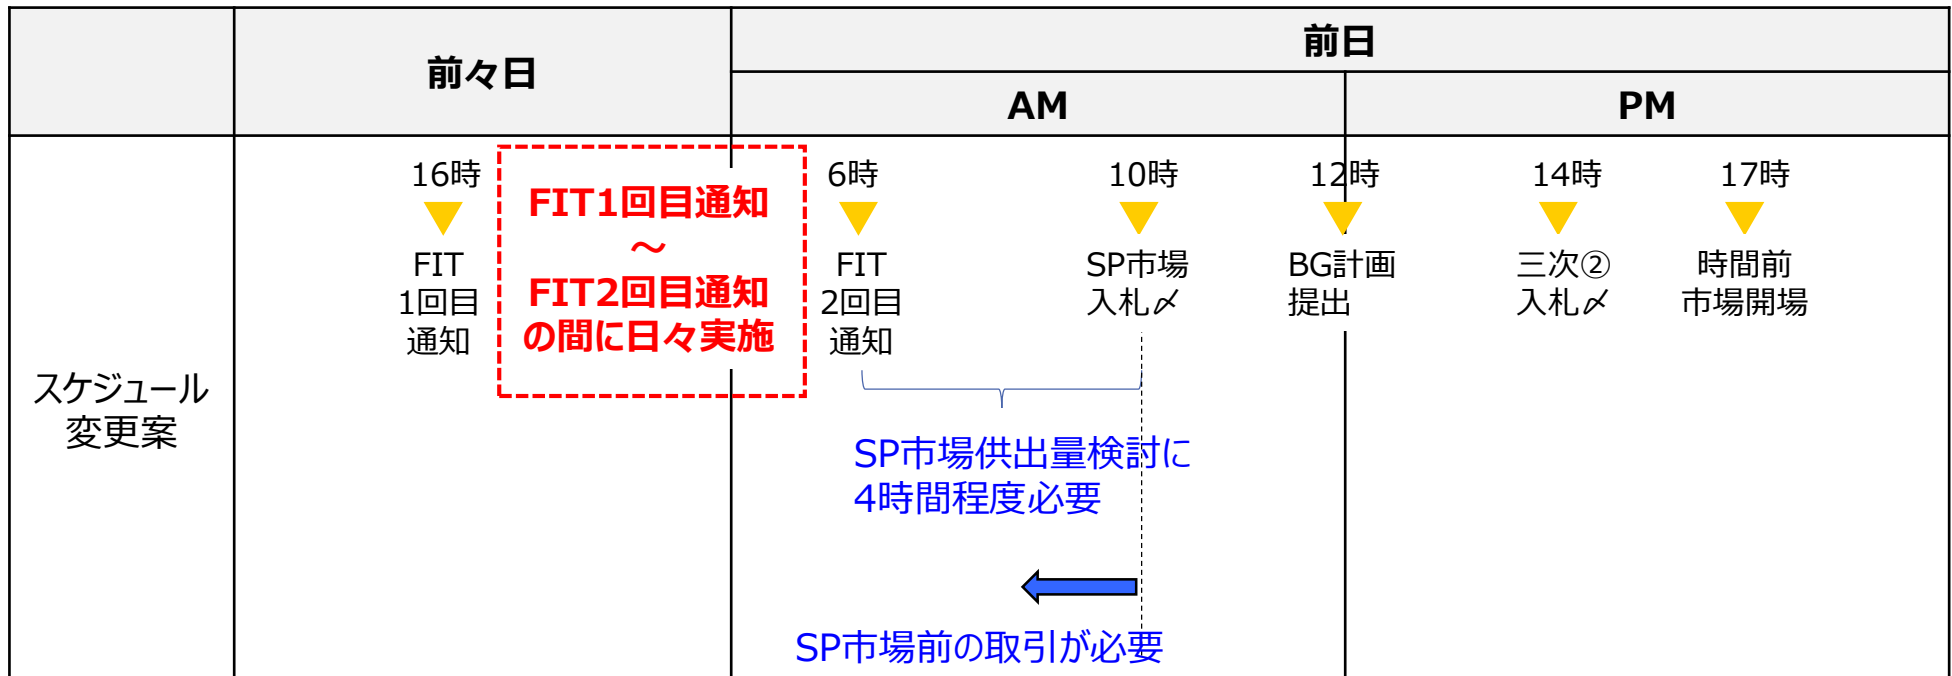 前々日
前日
AM
PM
スケジュール
変更案
16時
FIT
1回目
通知
FIT1回目通知
～
FIT2回目通知
の間に日々実施
6時
FIT
2回目
通知
10時
SP市場
入札〆
12時
BG計画
提出
14時
三次②
入札〆
17時
時間前
市場開場
SP市場供出量検討に
4時間程度必要
SP市場前の取引が必要